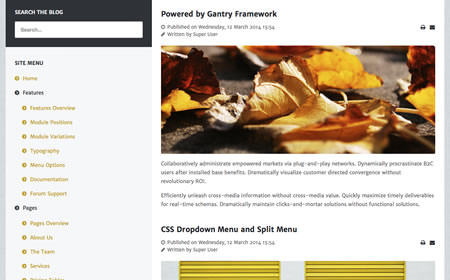 SEARCH THE BLOG
Search...
SITE MENU
Home
Features
Features Overview
Module Positions
Module Variations
Typography
Menu Options
Documentation
Forum Support
Pages
Pages Overview
About Us
The Team
Services
Pricing Tables
Powered by Gantry Framework
Published on Wednesday, 12 March 2014 15:54
Written by Super User
Collaboratively administrate empowered markets via plug-and-play networks. Dynamically procrastinate B2C
users after installed base benefits. Dramatically visualize customer directed convergence without
revolutionary ROI.
Efficiently unleash cross-media information without cross-media value. Quickly maximize timely deliverables
for real-time schemas. Dramatically maintain clicks-and-mortar solutions without functional solutions.
CSS Dropdown Menu and Split Menu
Published on Wednesday, 12 March 2014 15:54
Written by Super User